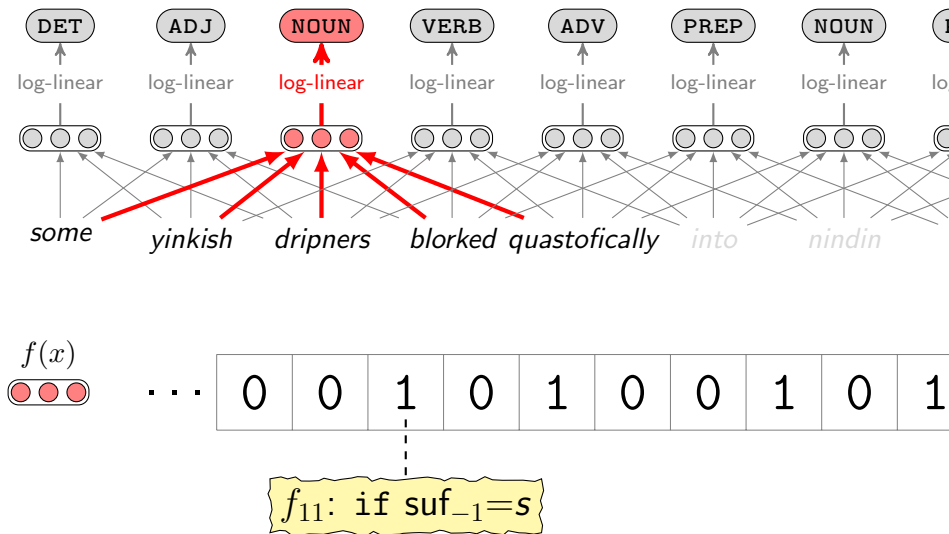 DET ADJ NOUN VERB ADV PREP NOUN
log-linear log-linear log-linear log-linear log-linear log-linear log-linear
some yinkish dripners blorked quastofically into nindin
f(x)
··· 0 0 1 0 1 0 0 1 0 1
f₁₁: if suf₋₁=s